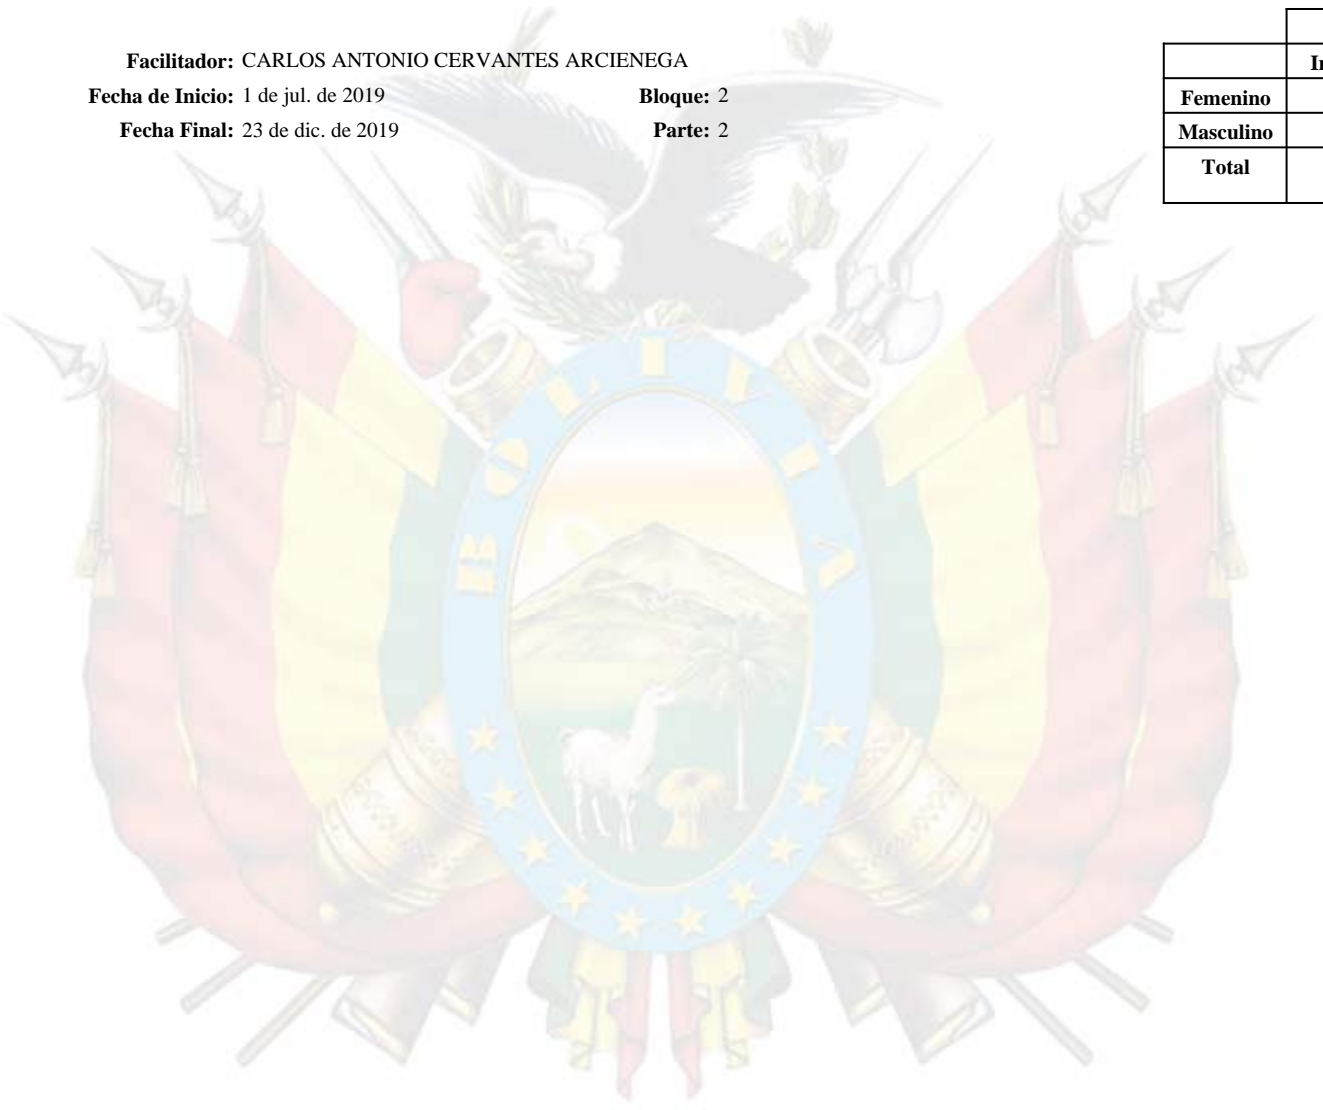 Facilitador: CARLOS ANTONIO CERVANTES ARCIENEGA
Fecha de Inicio: 1 de jul. de 2019 Bloque: 2
Fecha Final: 23 de dic. de 2019 Parte: 2
Femenino
Masculino
Total
BOLIVIA